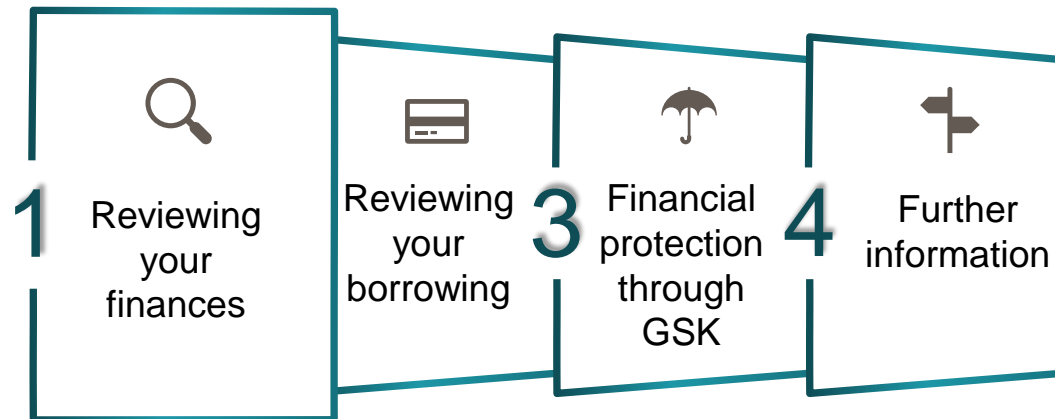 1
Reviewing
your
finances
Reviewing
your
borrowing
3
Financial
protection
through
GSK
4
Further
information